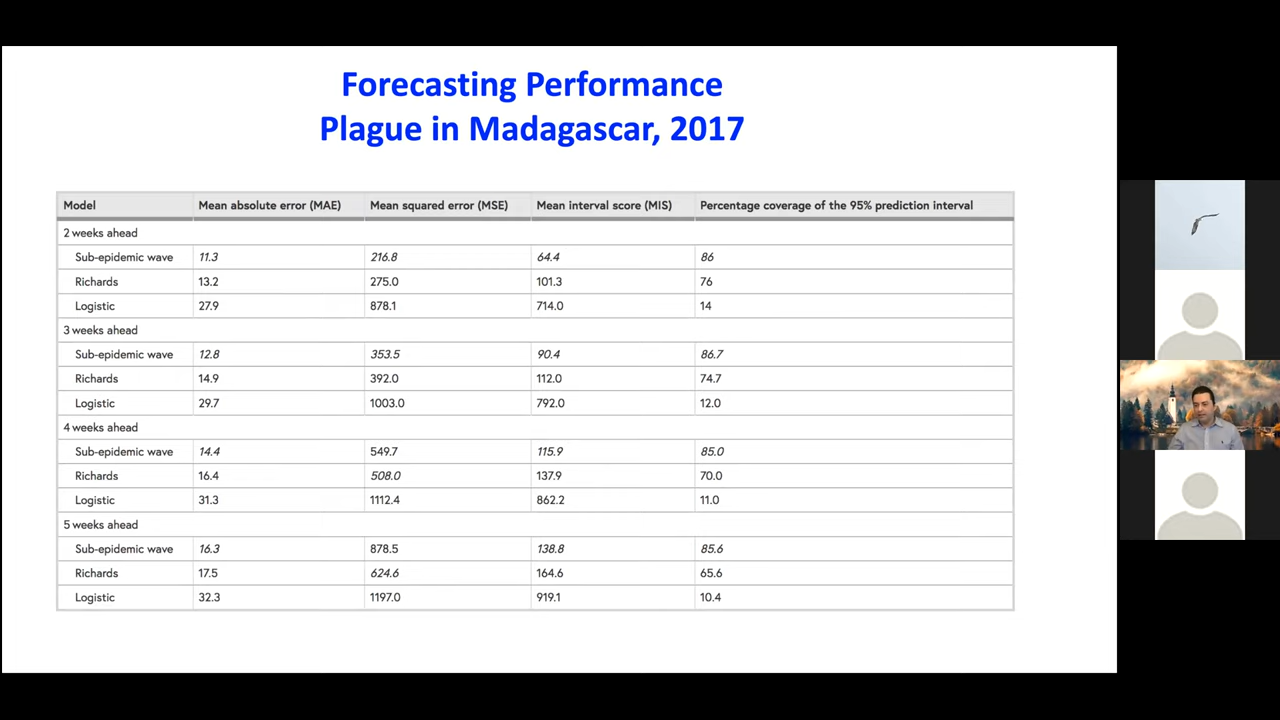 Forecasting Performance
Plague in Madagascar, 2017
Model Mean absolute error (MAE) Mean squared error (MSE) Mean interval score (MIS) Percentage coverage of the 95% prediction interval
2 weeks ahead
Sub-epidemic wave 11.3 216.8 64.4 86
Richards 13.2 275.0 101.3 76
Logistic 27.9 878.1 714.0 14
3 weeks ahead
Sub-epidemic wave 12.8 353.5 90.4 86.7
Richards 14.9 392.0 112.0 74.7
Logistic 29.7 1003.0 792.0 12.0
4 weeks ahead
Sub-epidemic wave 14.4 549.7 115.9 85.0
Richards 16.4 508.0 137.9 70.0
Logistic 31.3 1112.4 862.2 11.0
5 weeks ahead
Sub-epidemic wave 16.3 878.5 138.8 85.6
Richards 17.5 624.6 164.6 65.6
Logistic 32.3 1197.0 919.1 10.4